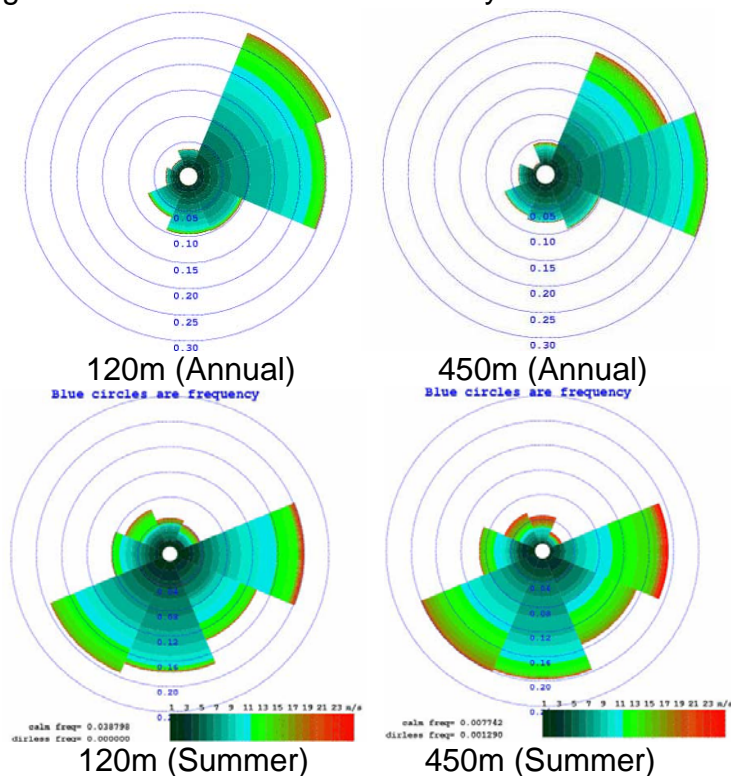 0.05
0.10
0.15
0.20
0.25
0.30
0.05
0.10
0.15
0.20
0.25
0.30
120m (Annual)
450m (Annual)
Blue circles are frequency
Blue circles are frequency
0.04
0.08
0.12
0.16
0.20
0.04
0.08
0.12
0.16
0.20
1 3 5 7 9 11 13 15 17 19 21 23 m/s
calm freq= 0.038798
dirless freq= 0.000000
1 3 5 7 9 11 13 15 17 19 21 23 m/s
calm freq= 0.007742
dirless freq= 0.001290
120m (Summer)
450m (Summer)